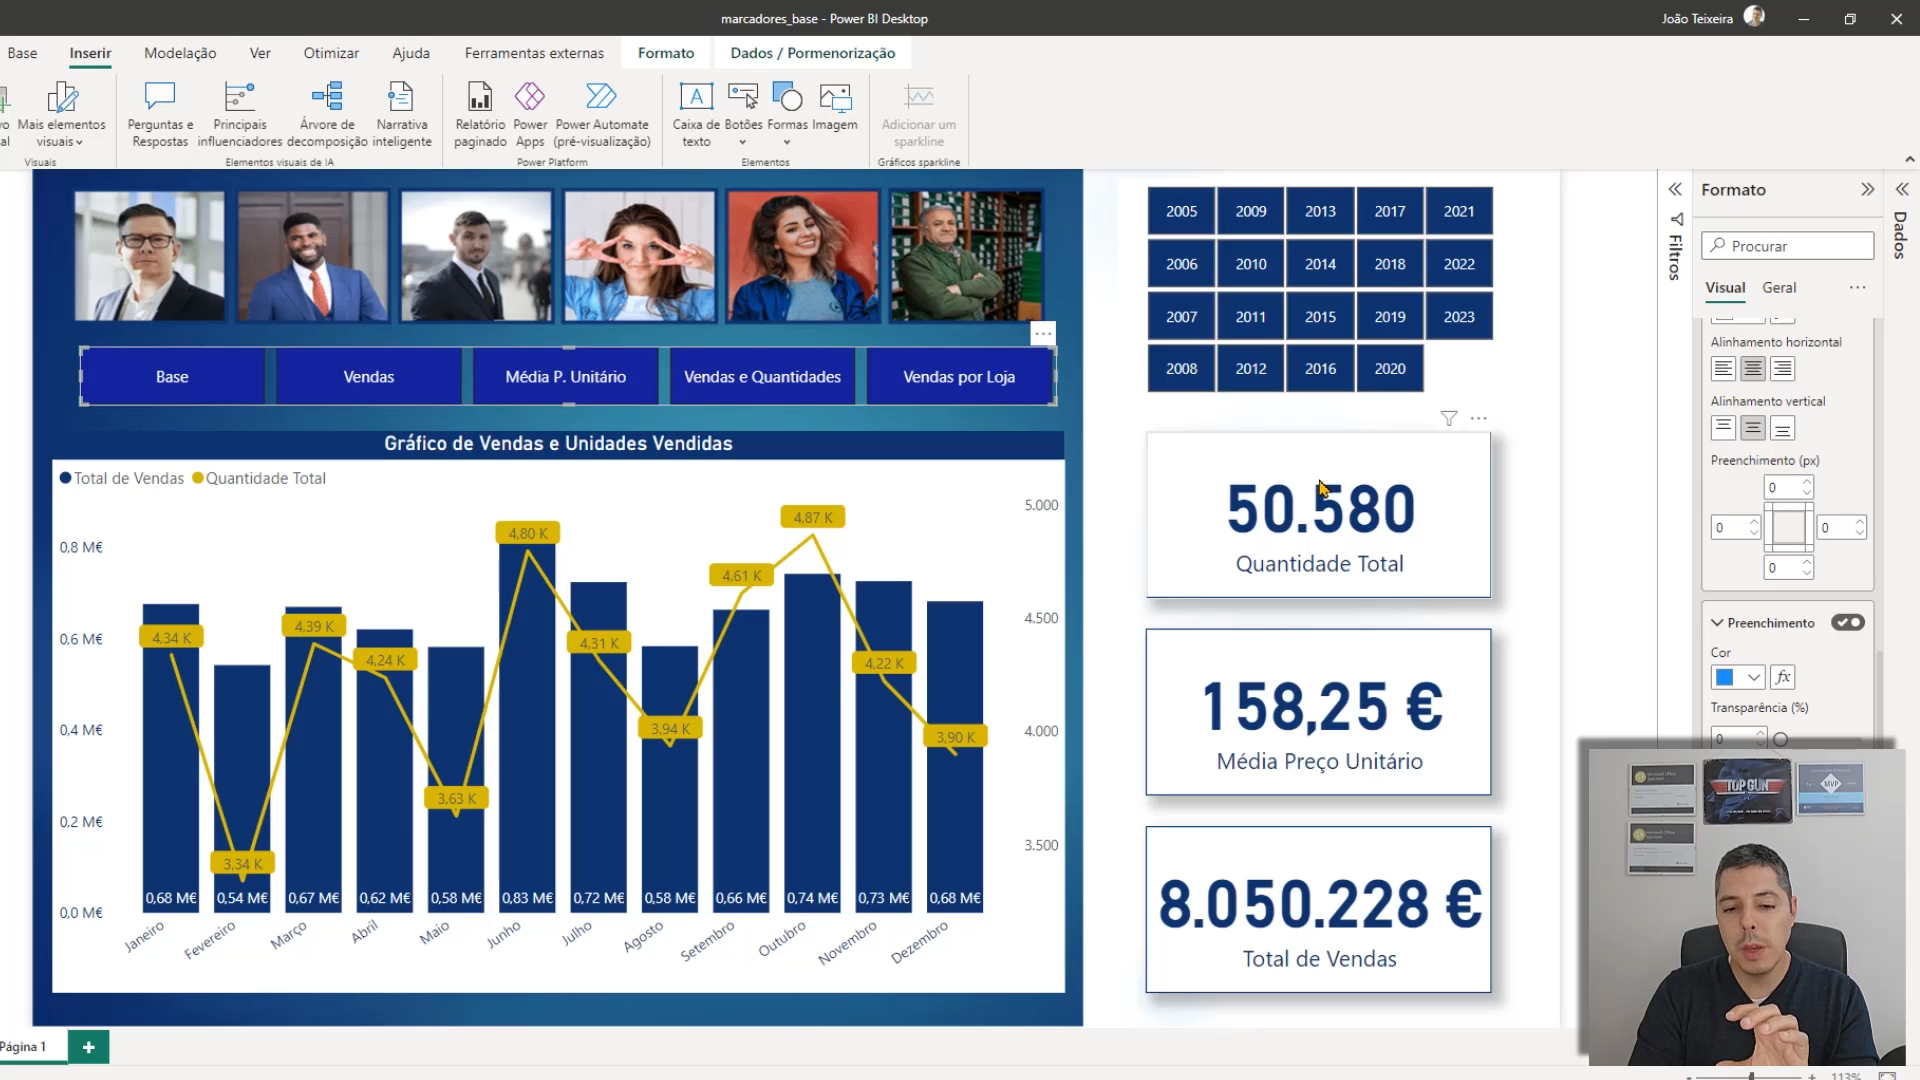 marcadores_base - Power BI Desktop
João Teixeira
Base
Inserir
Modelação
Ver
Otimizar
Ajuda
Ferramentas externas
Formato
Dados / Pormenorização
Mais elementos
visuais
Perguntas e
Respostas
Principais
influenciadores
Árvore de
decomposição
Narrativa
inteligente
Relatório
paginado
Power
Apps
Power Automate
(pré-visualização)
Caixa de
texto
Botões
Formas
Imagem
Adicionar um
sparkline
Visuais
Elementos visuais de IA
Power Platform
Elementos
Gráficos sparkline
Base
Vendas
Média P. Unitário
Vendas e Quantidades
Vendas por Loja
Gráfico de Vendas e Unidades Vendidas
Total de Vendas
Quantidade Total
0,8 M€
0,6 M€
0,4 M€
0,2 M€
0,0 M€
5.000
4.500
4.000
3.500
4,34 K
3,34 K
4,39 K
4,24 K
3,63 K
4,80 K
4,31 K
3,94 K
4,61 K
4,87 K
4,22 K
3,90 K
0,68 M€
0,54 M€
0,67 M€
0,62 M€
0,58 M€
0,83 M€
0,72 M€
0,58 M€
0,66 M€
0,74 M€
0,73 M€
0,68 M€
Janeiro
Fevereiro
Março
Abril
Maio
Junho
Julho
Agosto
Setembro
Outubro
Novembro
Dezembro
2005 2009 2013 2017 2021
2006 2010 2014 2018 2022
2007 2011 2015 2019 2023
2008 2012 2016 2020
50.580
Quantidade Total
158,25 €
Média Preço Unitário
8.050.228 €
Total de Vendas
Filtros
Formato
Procurar
Visual
Geral
Alinhamento horizontal
Alinhamento vertical
Preenchimento (px)
0
0
0
0
Preenchimento
Cor
fx
Transparência (%)
0
Dados
TOP GUN
MVP
Página 1
113%